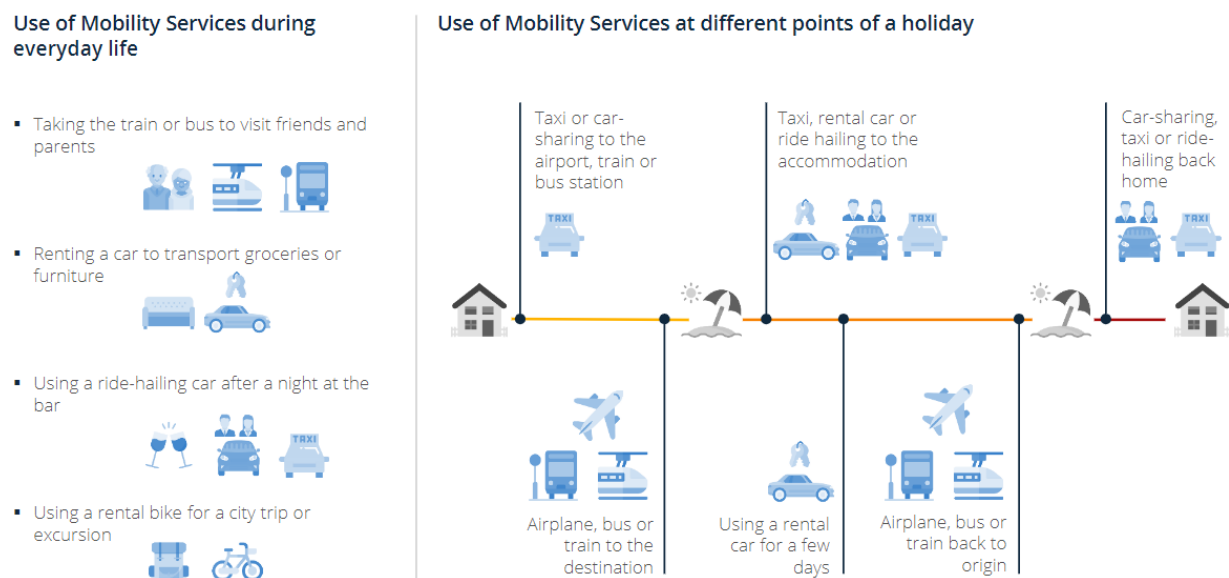 Use of Mobility Services during
everyday life
▪ Taking the train or bus to visit friends and
parents
▪ Renting a car to transport groceries or
furniture
▪ Using a ride-hailing car after a night at the
bar
TAXI
▪ Using a rental bike for a city trip or
excursion
Use of Mobility Services at different points of a holiday
Taxi or car-
sharing to the
airport, train or
bus station
TAXI
Airplane, bus or
train to the
destination
Taxi, rental car or
ride hailing to the
accommodation
TAXI
Using a rental
car for a few
days
Airplane, bus or
train back to
origin
Car-sharing,
taxi or ride-
hailing back
home
TAXI